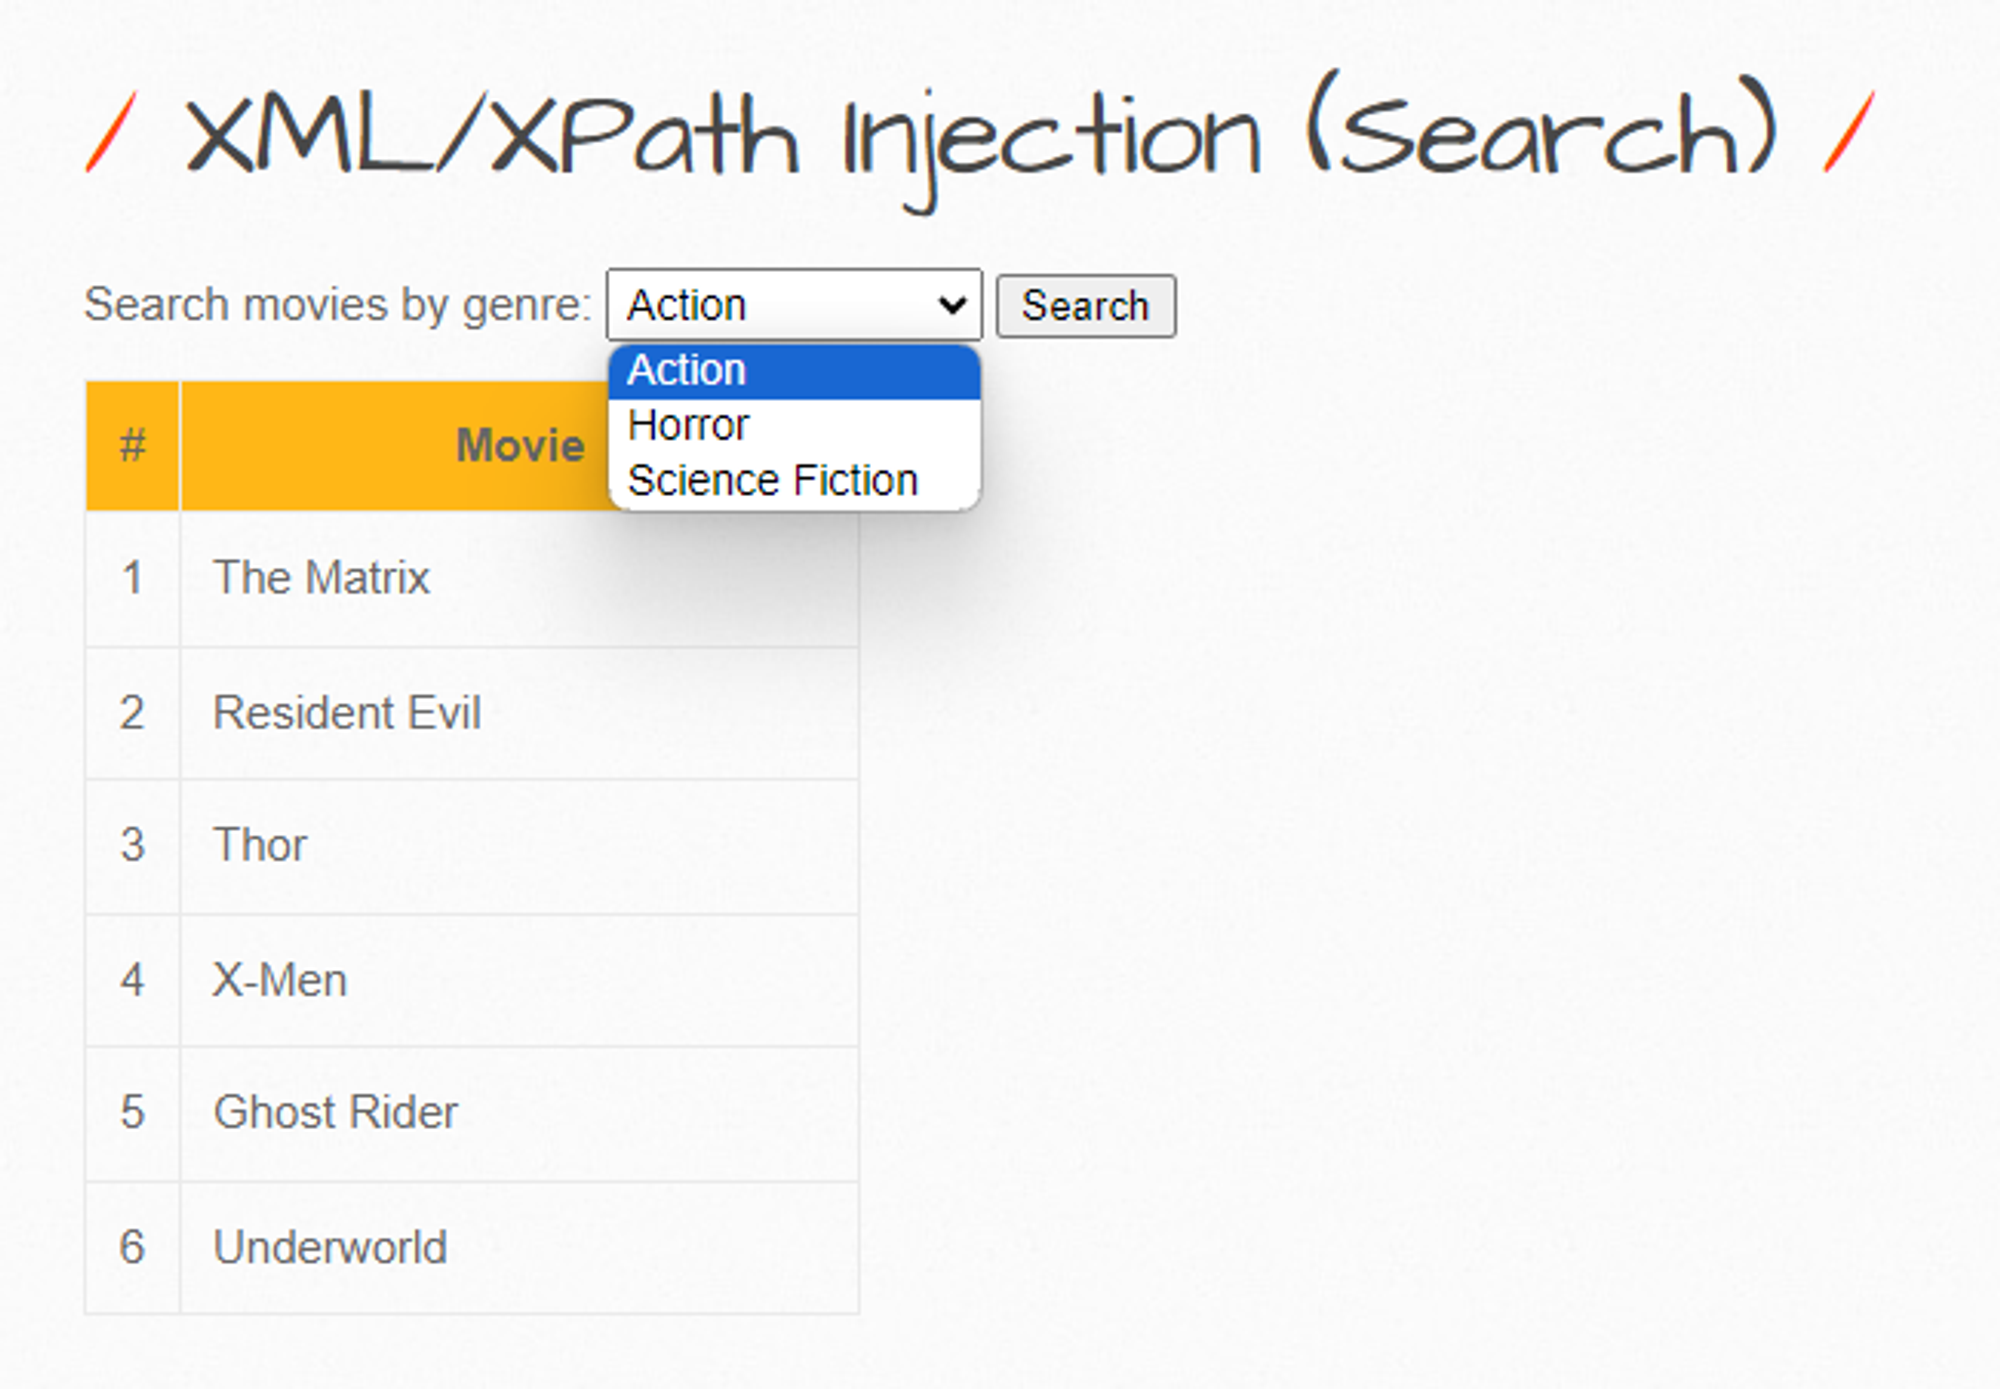 / XML/XPath Injection (Search) /
Search movies by genre: Action Search
Action
Horror
Science Fiction
# Movie
1 The Matrix
2 Resident Evil
3 Thor
4 X-Men
5 Ghost Rider
6 Underworld